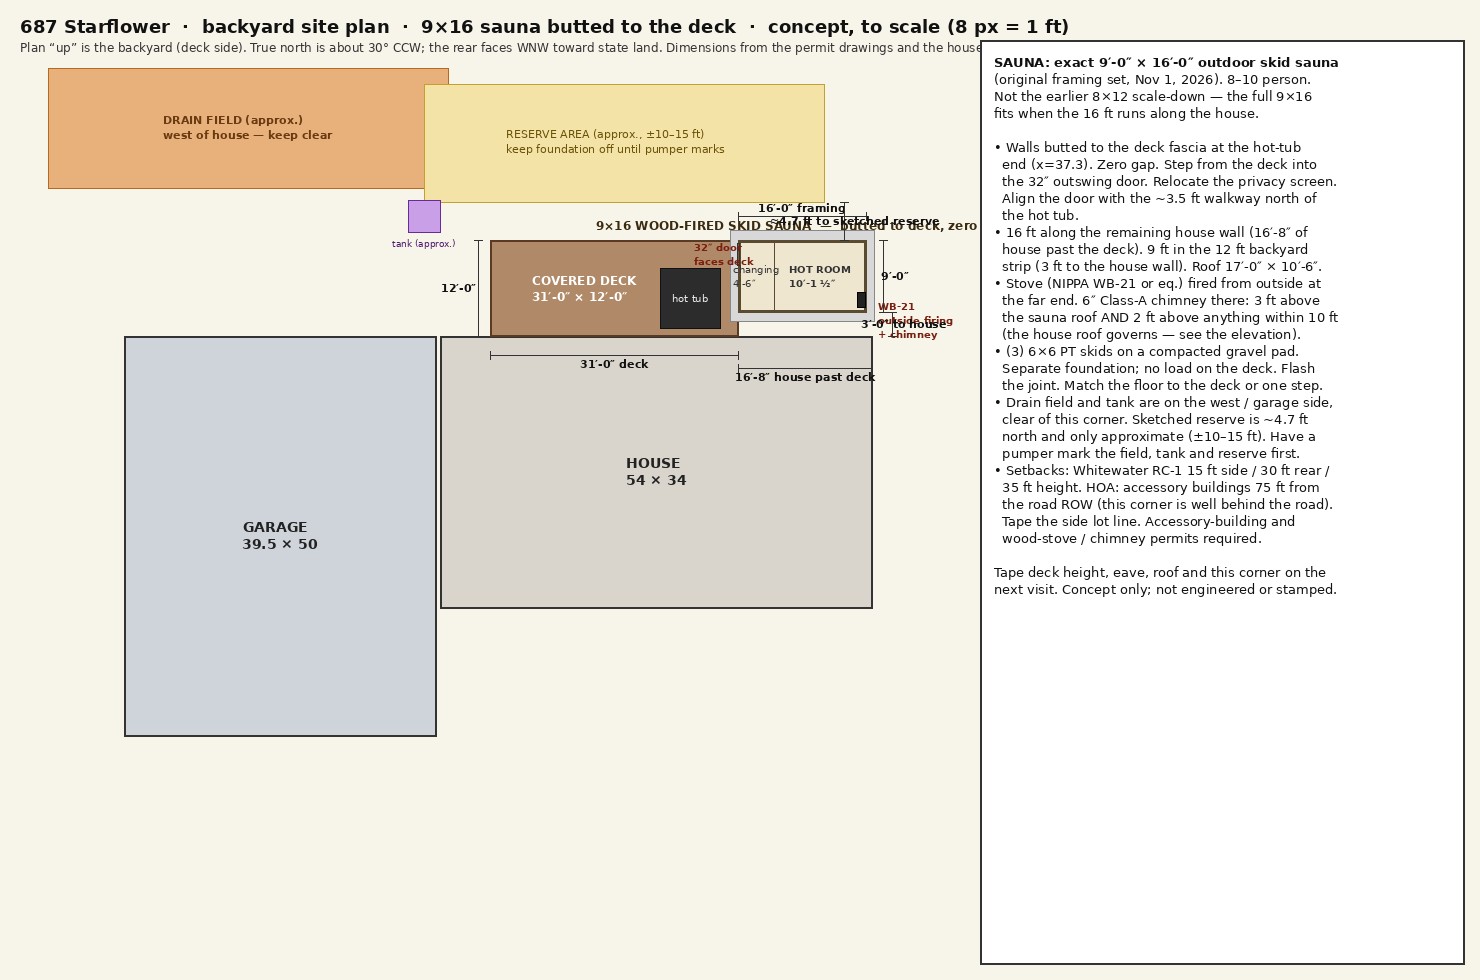 687 Starflower · backyard site plan · 9×16 sauna butted to the deck · concept, to scale (8 px = 1 ft)
Plan “up” is the backyard (deck side). True north is about 30° CCW; the rear faces WNW toward state land. Dimensions from the permit drawings and the house
DRAIN FIELD (approx.)
west of house — keep clear
RESERVE AREA (approx., ±10–15 ft)
keep foundation off until pumper marks
tank (approx.)
16′-0″ framing
≈4.7 ft to sketched reserve
9×16 WOOD-FIRED SKID SAUNA — butted to deck, zero
32″ door
faces deck
12′-0″
COVERED DECK
31′-0″ × 12′-0″
hot tub
changing
4′-6″
HOT ROOM
10′-1 ½″
9′-0″
WB-21
outside-firing
+ chimney
3′-0″ to house
31′-0″ deck
16′-8″ house past deck
HOUSE
54 × 34
GARAGE
39.5 × 50
SAUNA: exact 9′-0″ × 16′-0″ outdoor skid sauna
(original framing set, Nov 1, 2026). 8–10 person.
Not the earlier 8×12 scale-down — the full 9×16
fits when the 16 ft runs along the house.
• Walls butted to the deck fascia at the hot-tub
end (x=37.3). Zero gap. Step from the deck into
the 32″ outswing door. Relocate the privacy screen.
Align the door with the ~3.5 ft walkway north of
the hot tub.
• 16 ft along the remaining house wall (16′-8″ of
house past the deck). 9 ft in the 12 ft backyard
strip (3 ft to the house wall). Roof 17′-0″ × 10′-6″.
• Stove (NIPPA WB-21 or eq.) fired from outside at
the far end. 6″ Class-A chimney there: 3 ft above
the sauna roof AND 2 ft above anything within 10 ft
(the house roof governs — see the elevation).
• (3) 6×6 PT skids on a compacted gravel pad.
Separate foundation; no load on the deck. Flash
the joint. Match the floor to the deck or one step.
• Drain field and tank are on the west / garage side,
clear of this corner. Sketched reserve is ~4.7 ft
north and only approximate (±10–15 ft). Have a
pumper mark the field, tank and reserve first.
• Setbacks: Whitewater RC-1 15 ft side / 30 ft rear /
35 ft height. HOA: accessory buildings 75 ft from
the road ROW (this corner is well behind the road).
Tape the side lot line. Accessory-building and
wood-stove / chimney permits required.
Tape deck height, eave, roof and this corner on the
next visit. Concept only; not engineered or stamped.